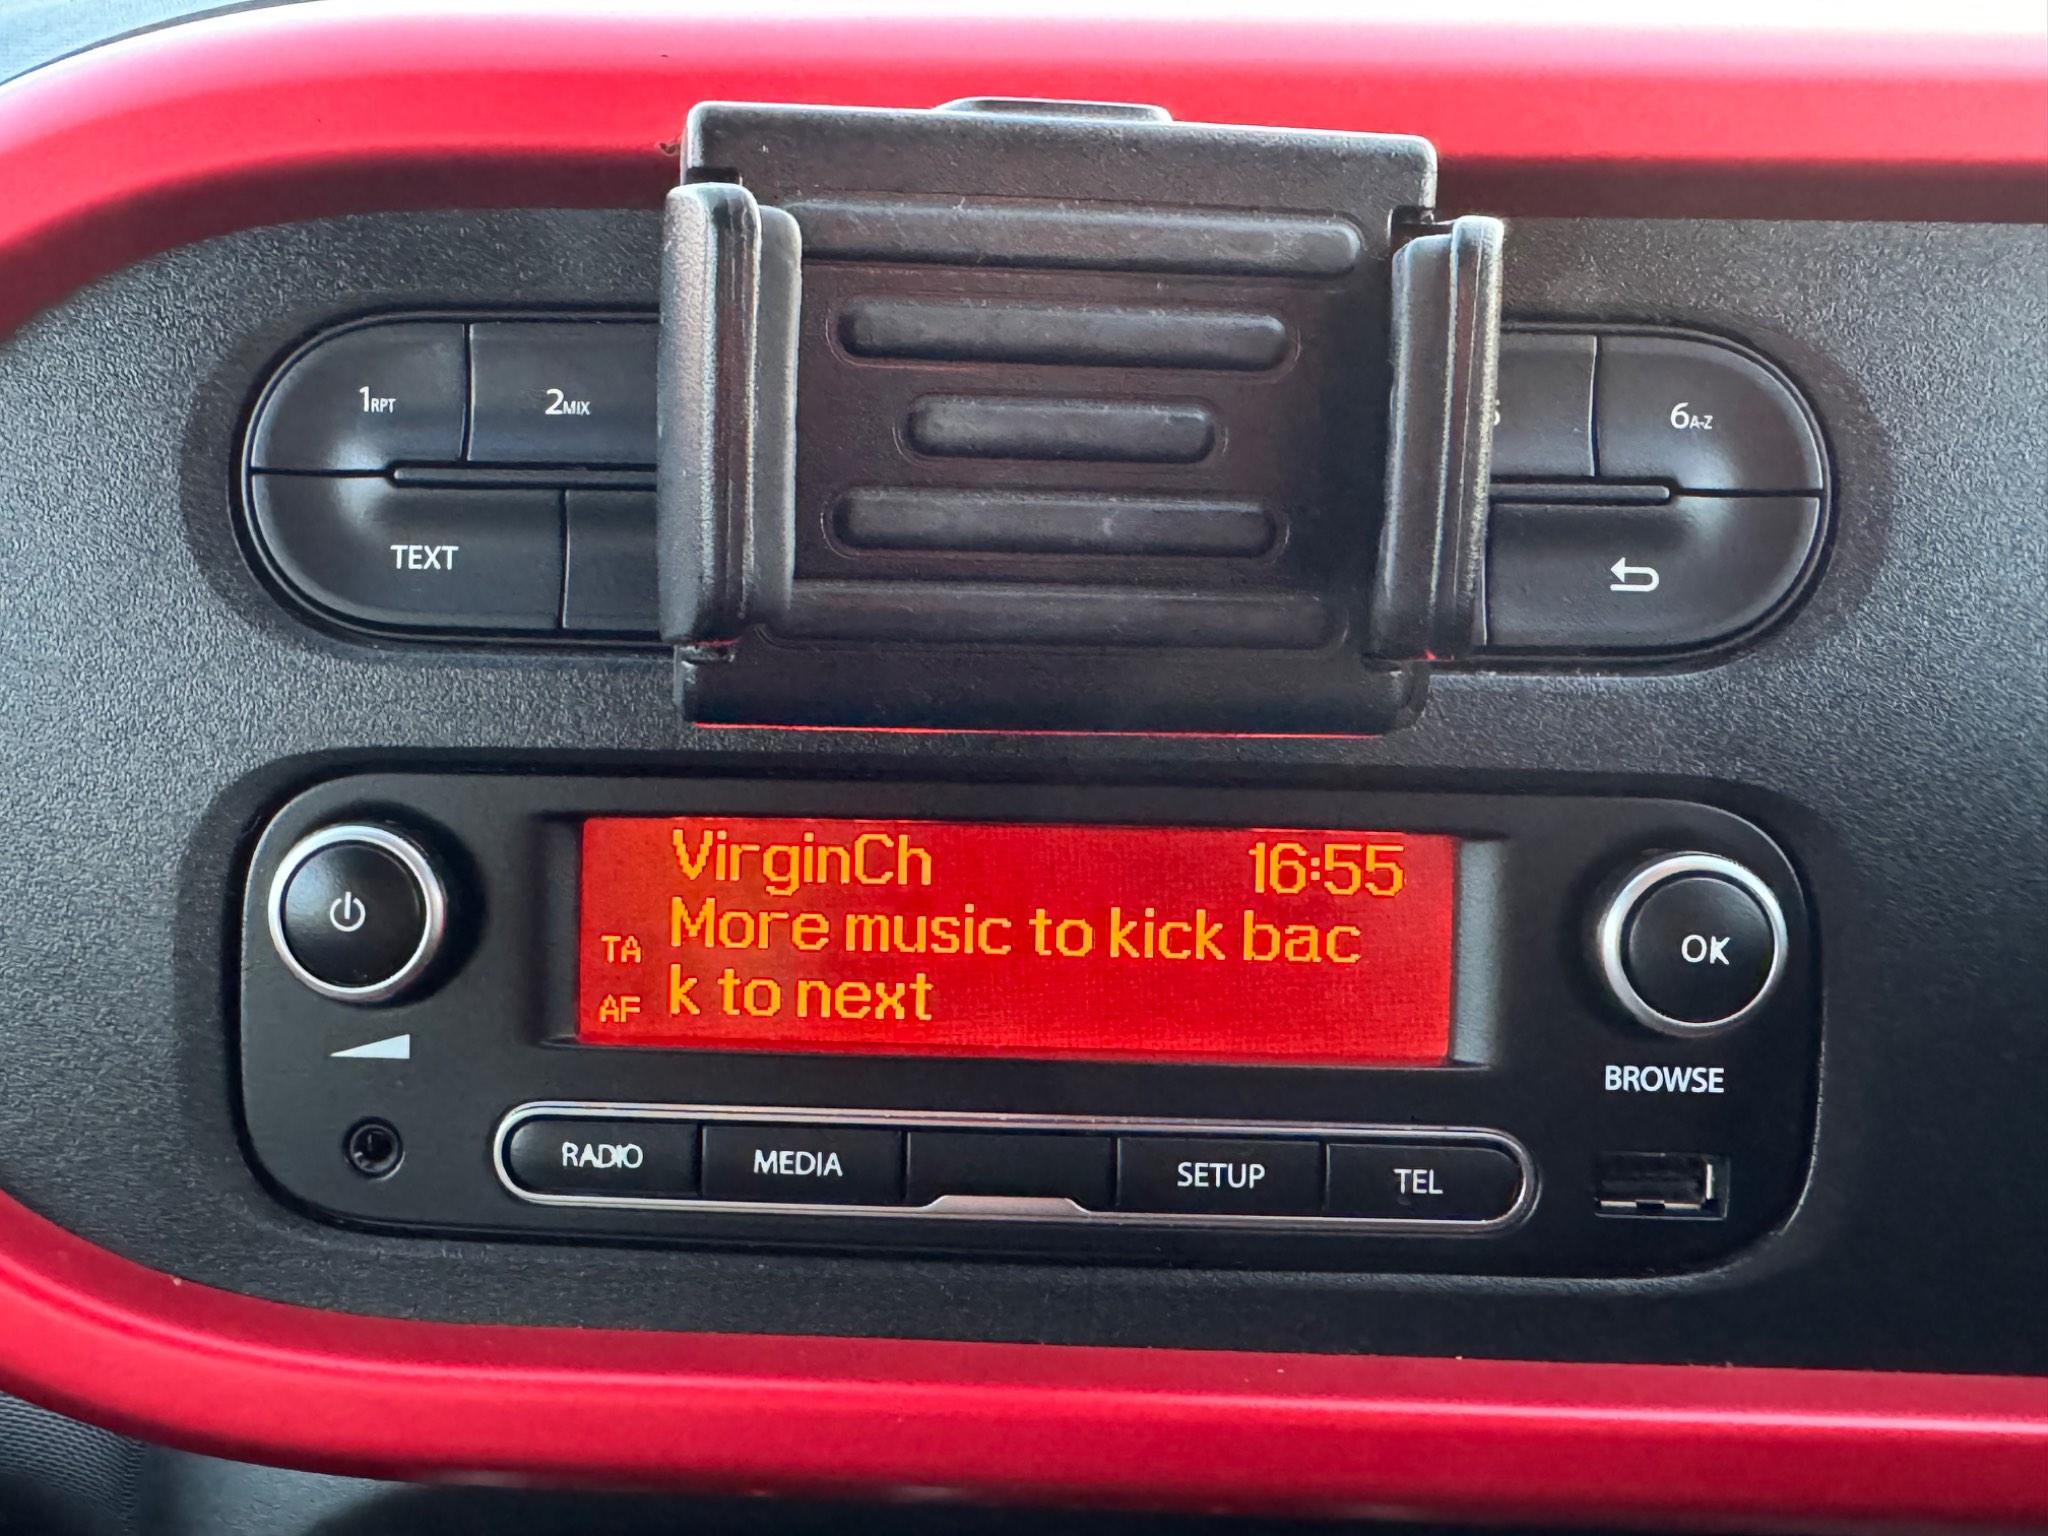 1RPT
2MIX
6A-Z
TEXT
VirginCh 16:55
TA More music to kick bac
AF k to next
OK
BROWSE
RADIO
MEDIA
SETUP
TEL